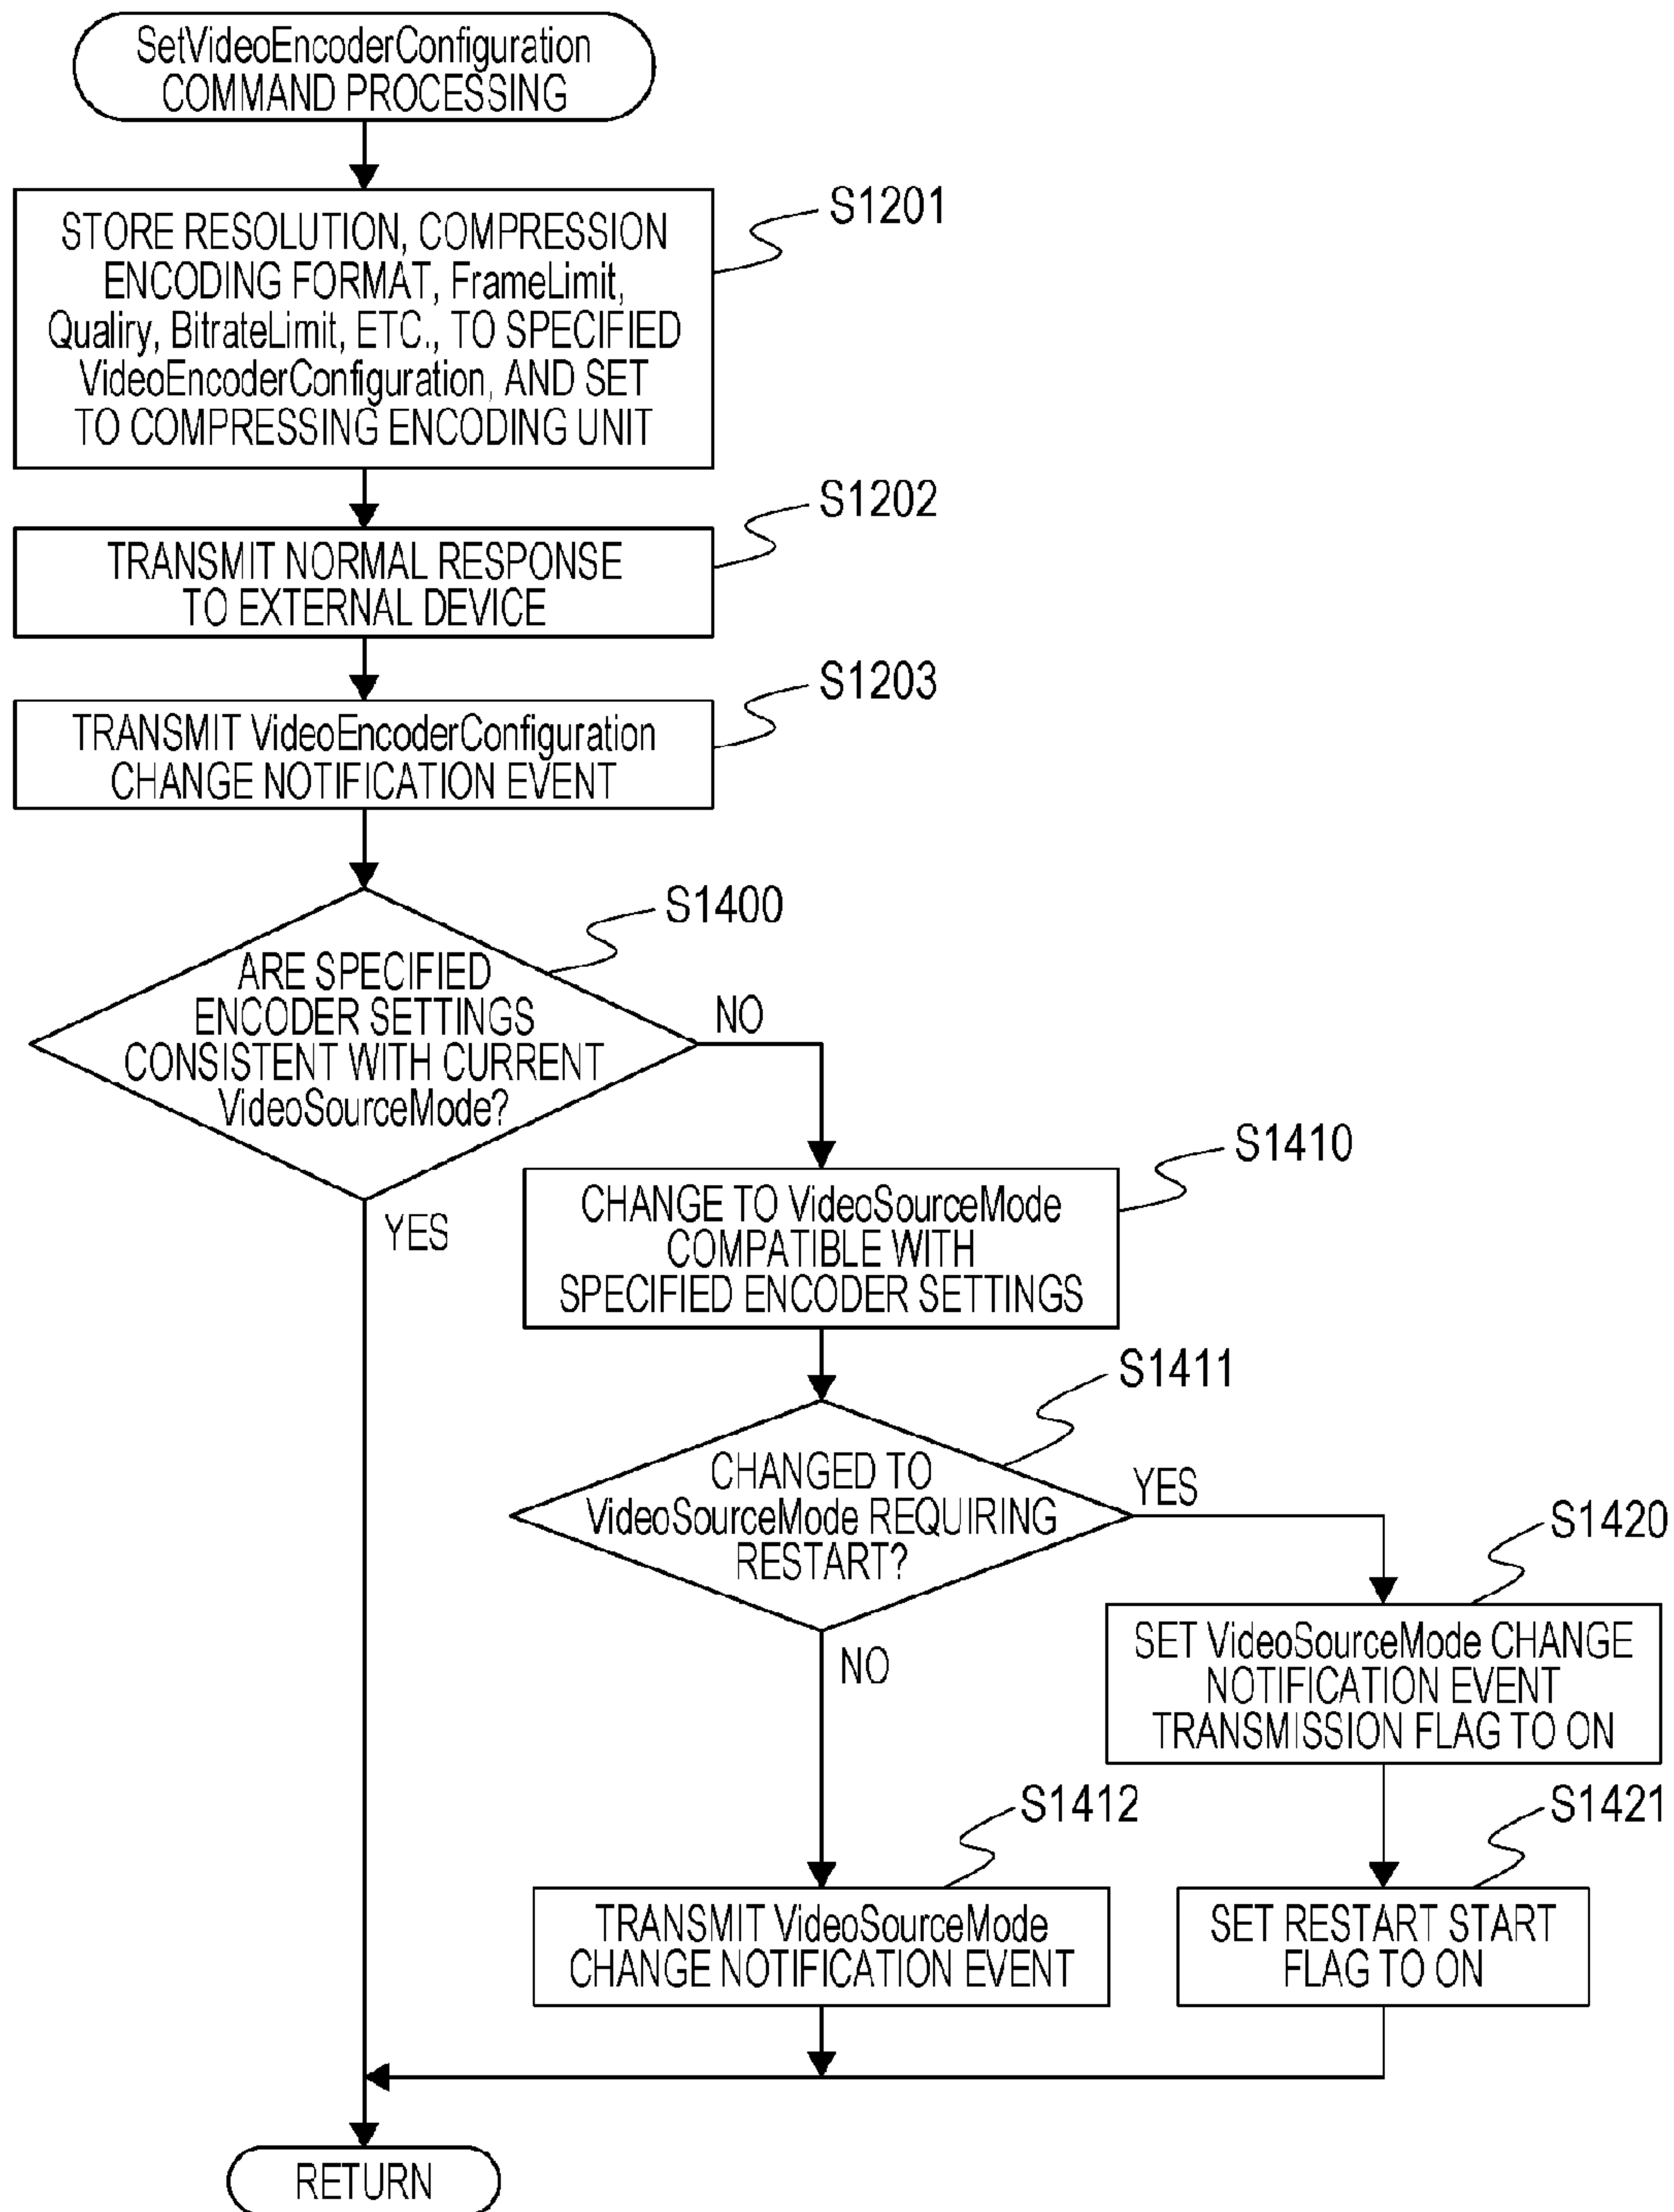 SetVideoEncoderConfiguration
COMMAND PROCESSING
S1201
STORE RESOLUTION, COMPRESSION
ENCODING FORMAT, FrameLimit,
Qualiry, BitrateLimit, ETC., TO SPECIFIED
VideoEncoderConfiguration, AND SET
TO COMPRESSING ENCODING UNIT
S1202
TRANSMIT NORMAL RESPONSE
TO EXTERNAL DEVICE
S1203
TRANSMIT VideoEncoderConfiguration
CHANGE NOTIFICATION EVENT
S1400
ARE SPECIFIED
ENCODER SETTINGS
CONSISTENT WITH CURRENT
VideoSourceMode?
NO
YES
S1410
CHANGE TO VideoSourceMode
COMPATIBLE WITH
SPECIFIED ENCODER SETTINGS
S1411
CHANGED TO
VideoSourceMode REQUIRING
RESTART?
YES
NO
S1420
SET VideoSourceMode CHANGE
NOTIFICATION EVENT
TRANSMISSION FLAG TO ON
S1412
TRANSMIT VideoSourceMode
CHANGE NOTIFICATION EVENT
S1421
SET RESTART START
FLAG TO ON
RETURN